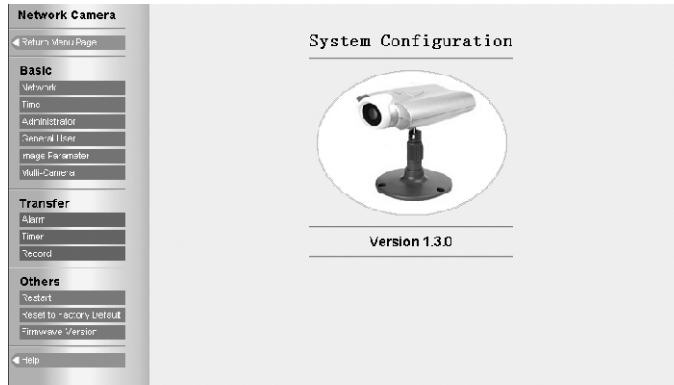 Network Camera
Return Menu Page
Basic
Network
Time
Administrator
General User
Image Parameter
Multi-Camera
Transfer
Alarm
Timer
Record
Others
Restart
Reset to Factory Default
Firmwave Version
Help
System Configuration
Version 1.3.0